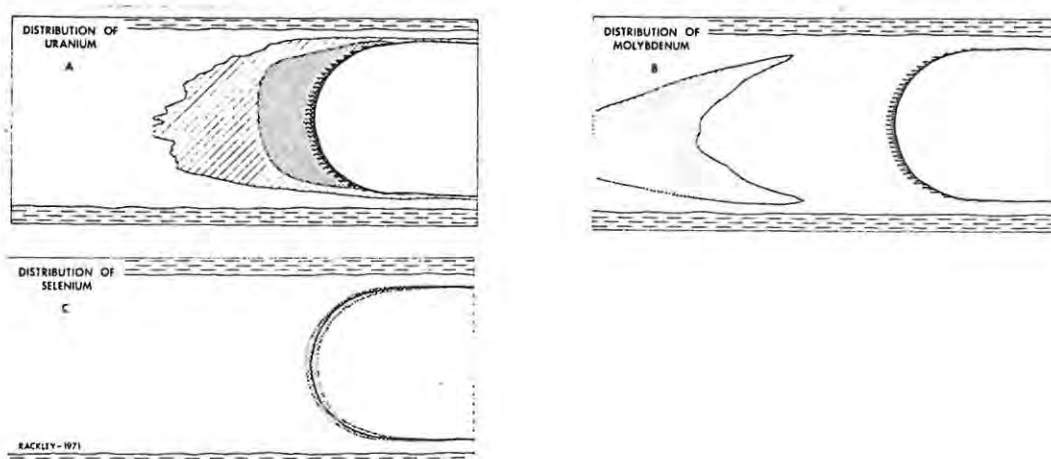 DISTRIBUTION OF
URANIUM
A
DISTRIBUTION OF
MOLYBDENUM
B
DISTRIBUTION OF
SELENIUM
C
RACKLEY-1971